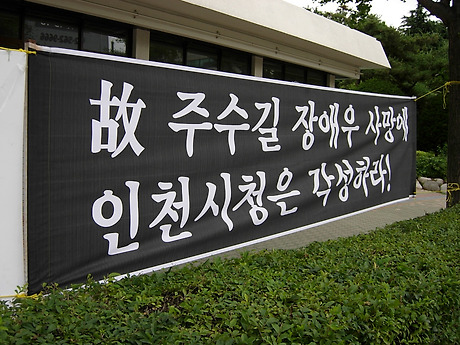 故 주수길 장애우 사망에
인천시청은 각성하라!